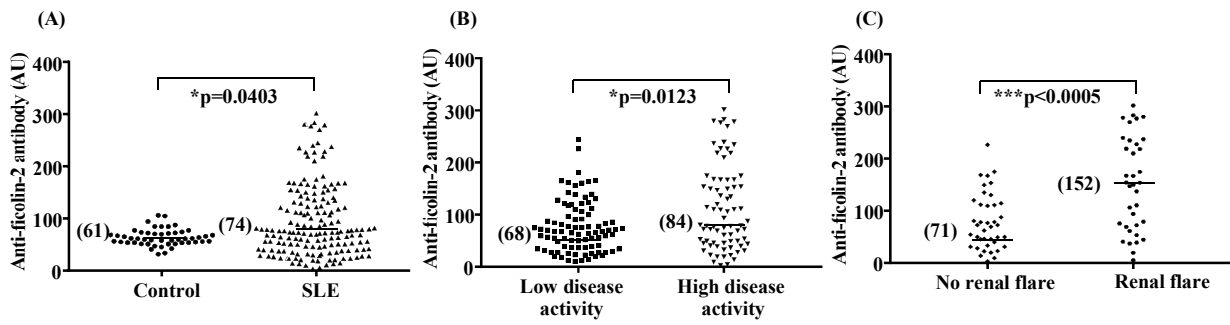 (A)
Anti-ficolin-2 antibody (AU)
400
300
200
100
0
*p=0.0403
(61)
(74)
Control
SLE
(B)
Anti-ficolin-2 antibody (AU)
400
300
200
100
0
*p=0.0123
(68)
(84)
Low disease
activity
High disease
activity
(C)
Anti-ficolin-2 antibody (AU)
400
300
200
100
0
***p<0.0005
(71)
(152)
No renal flare
Renal flare